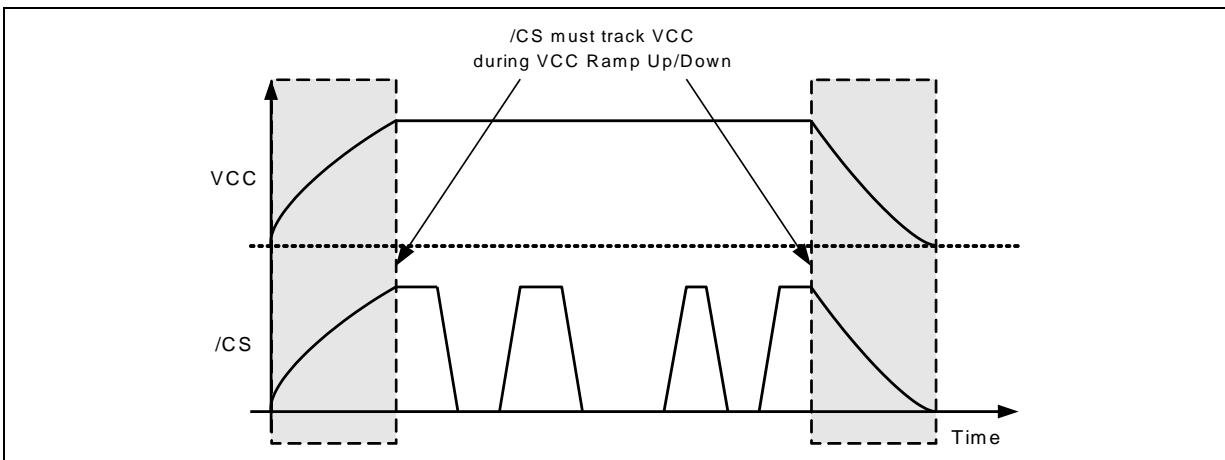 /CS must track VCC
during VCC Ramp Up/Down
VCC
/CS
Time